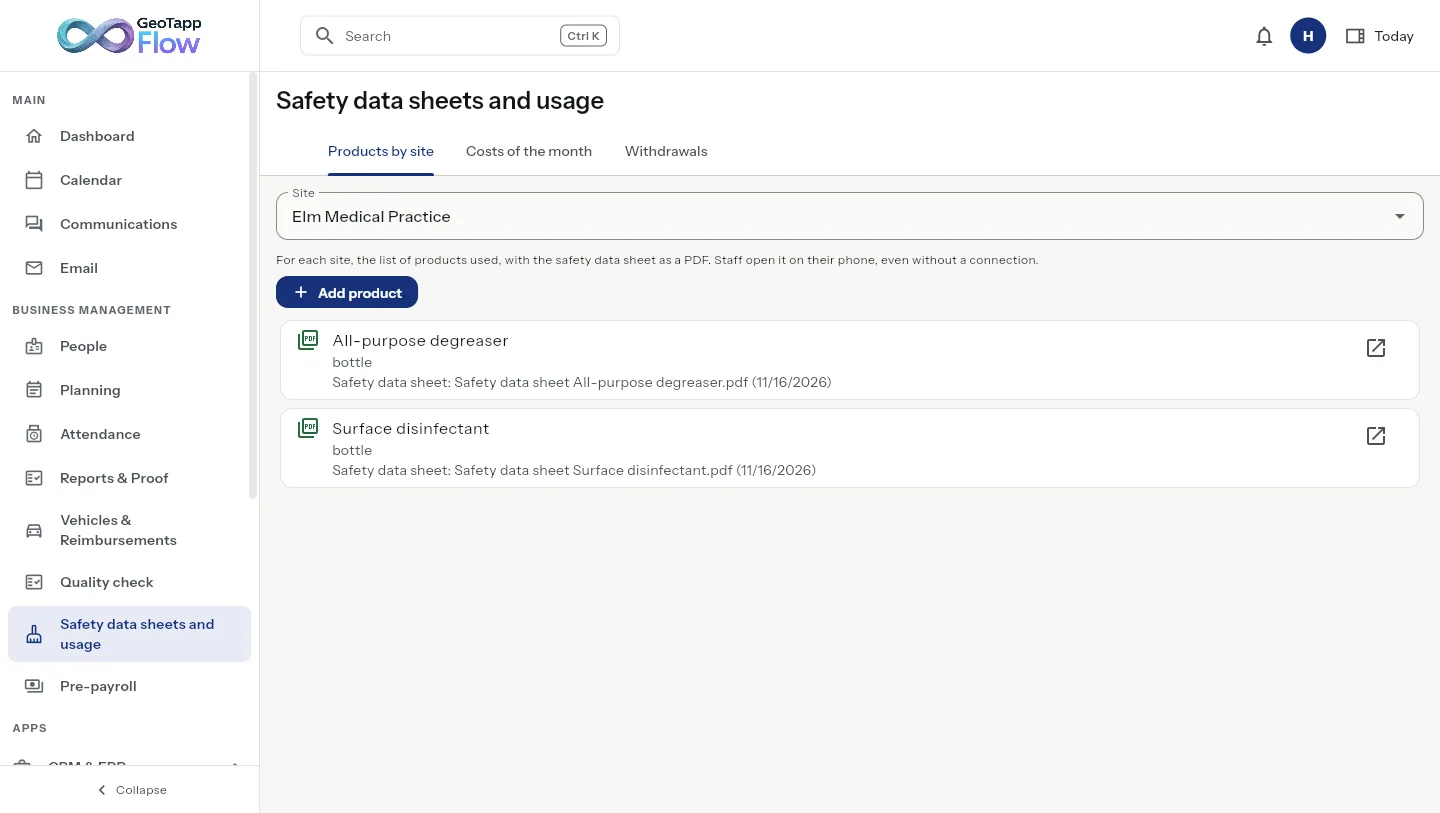 GeoTapp
Flow
Search
Ctrl K
H
Today
MAIN
Dashboard
Calendar
Communications
Email
BUSINESS MANAGEMENT
People
Planning
Attendance
Reports & Proof
Vehicles &
Reimbursements
Quality check
Safety data sheets and
usage
Pre-payroll
APPS
CRM & ERP
Collapse
Safety data sheets and usage
Products by site
Costs of the month
Withdrawals
Site
Elm Medical Practice
For each site, the list of products used, with the safety data sheet as a PDF. Staff open it on their phone, even without a connection.
Add product
PDF
All-purpose degreaser
bottle
Safety data sheet: Safety data sheet All-purpose degreaser.pdf (11/16/2026)
PDF
Surface disinfectant
bottle
Safety data sheet: Safety data sheet Surface disinfectant.pdf (11/16/2026)